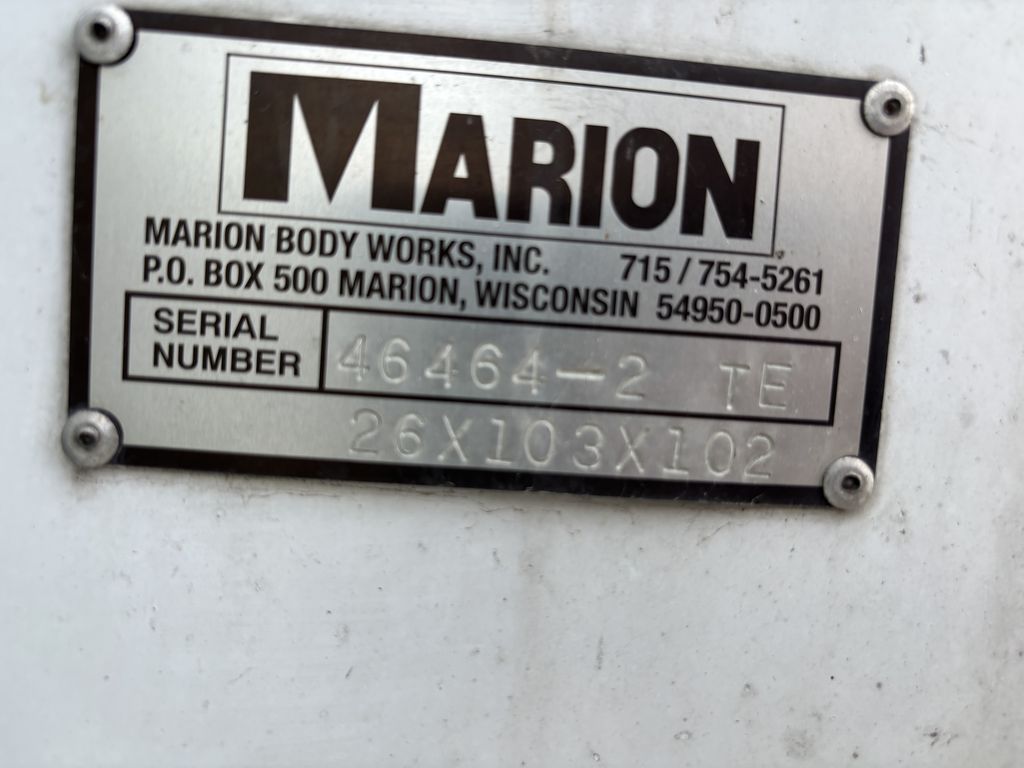 MARION
MARION BODY WORKS, INC. 715 / 754-5261
P.O. BOX 500 MARION, WISCONSIN 54950-0500
SERIAL NUMBER 46464-2 TE
26X103X102